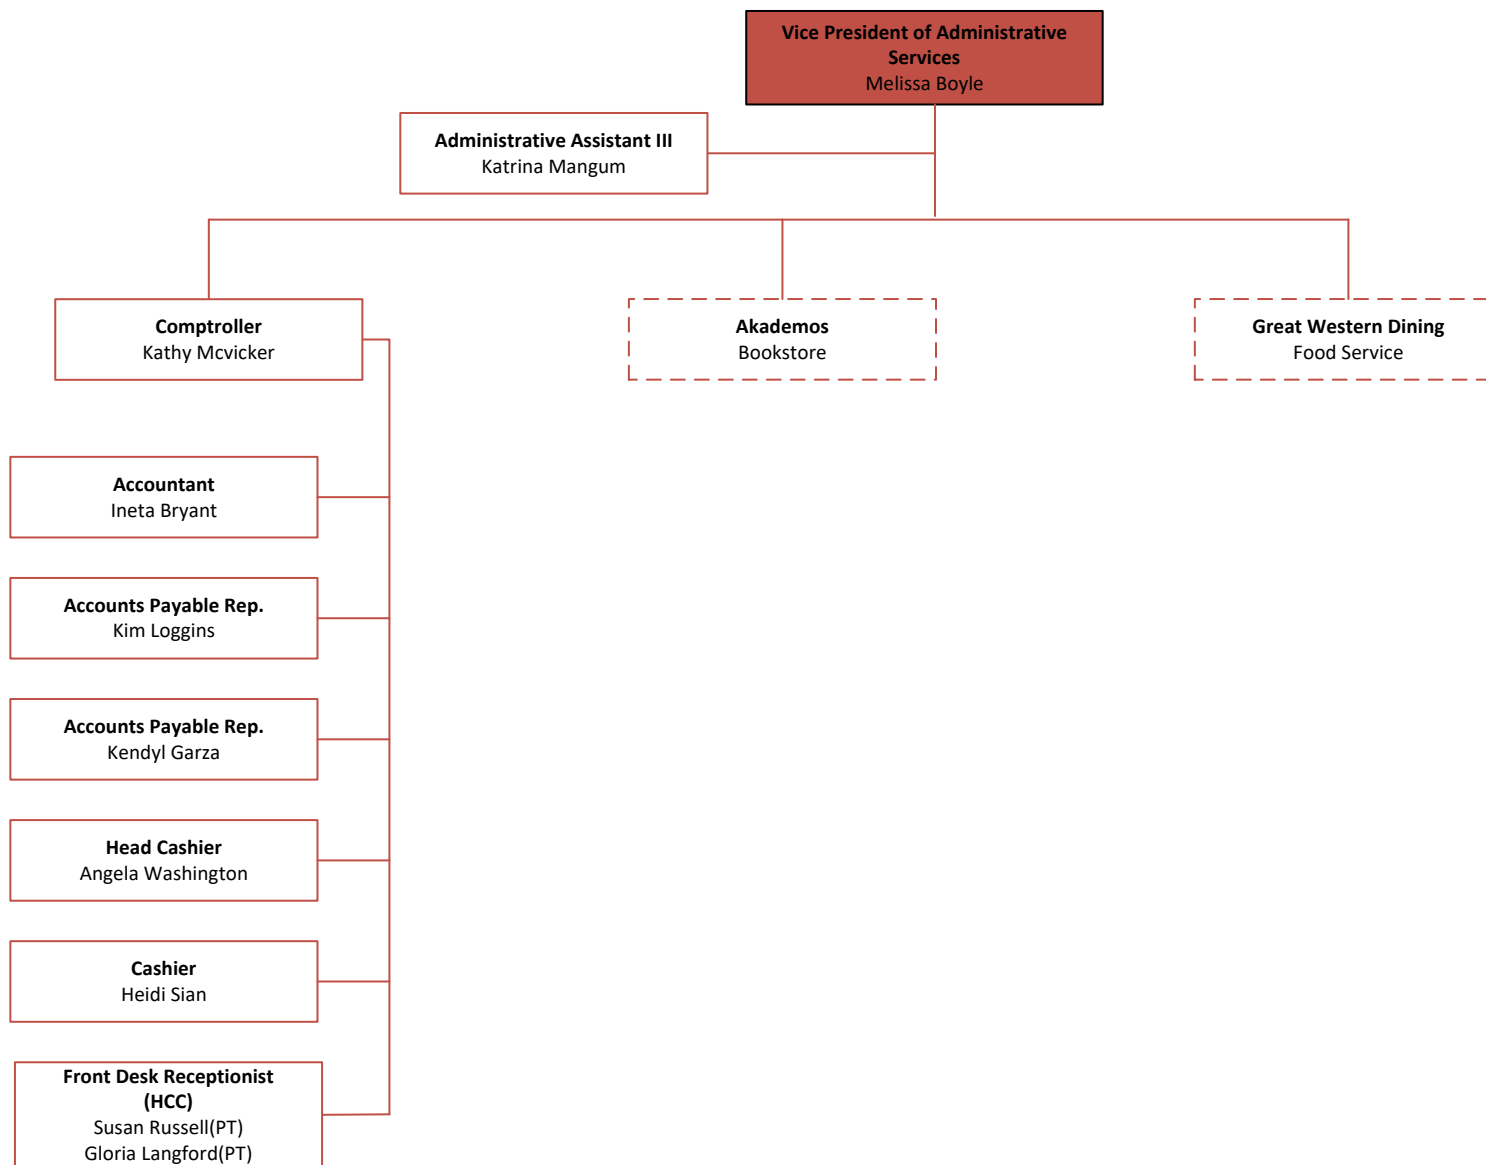 Vice President of Administrative
Services
Melissa Boyle
Administrative Assistant III
Katrina Mangum
Comptroller
Kathy Mcvicker
Akademos
Bookstore
Great Western Dining
Food Service
Accountant
Ineta Bryant
Accounts Payable Rep.
Kim Loggins
Accounts Payable Rep.
Kendyl Garza
Head Cashier
Angela Washington
Cashier
Heidi Sian
Front Desk Receptionist
(HCC)
Susan Russell(PT)
Gloria Langford(PT)